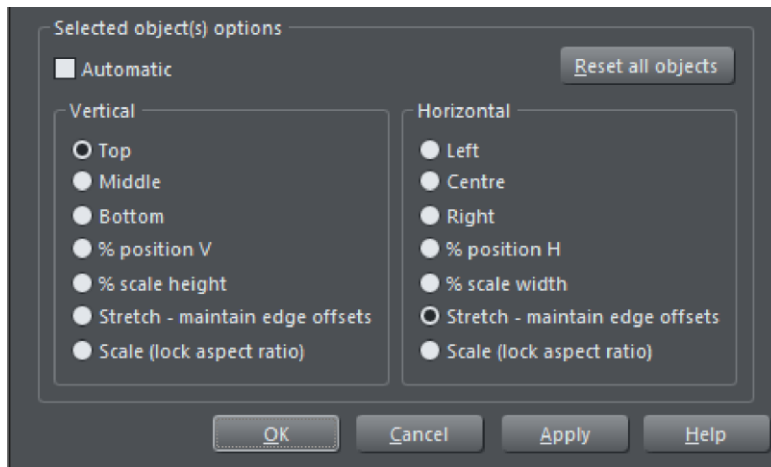 Selected object(s) options
Automatic
Reset all objects
Vertical
Top
Middle
Bottom
% position V
% scale height
Stretch - maintain edge offsets
Scale (lock aspect ratio)
Horizontal
Left
Centre
Right
% position H
% scale width
Stretch - maintain edge offsets
Scale (lock aspect ratio)
OK
Cancel
Apply
Help